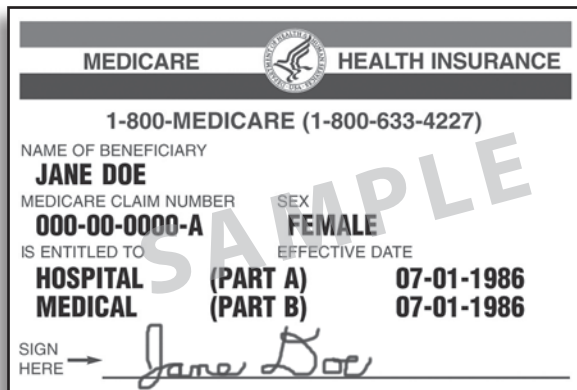 MEDICARE HEALTH INSURANCE
1-800-MEDICARE (1-800-633-4227)
NAME OF BENEFICIARY
JANE DOE
MEDICARE CLAIM NUMBER SEX
000-00-0000-A FEMALE
IS ENTITLED TO EFFECTIVE DATE
HOSPITAL (PART A) 07-01-1986
MEDICAL (PART B) 07-01-1986
SIGN
HERE → Jane Doe
SAMPLE